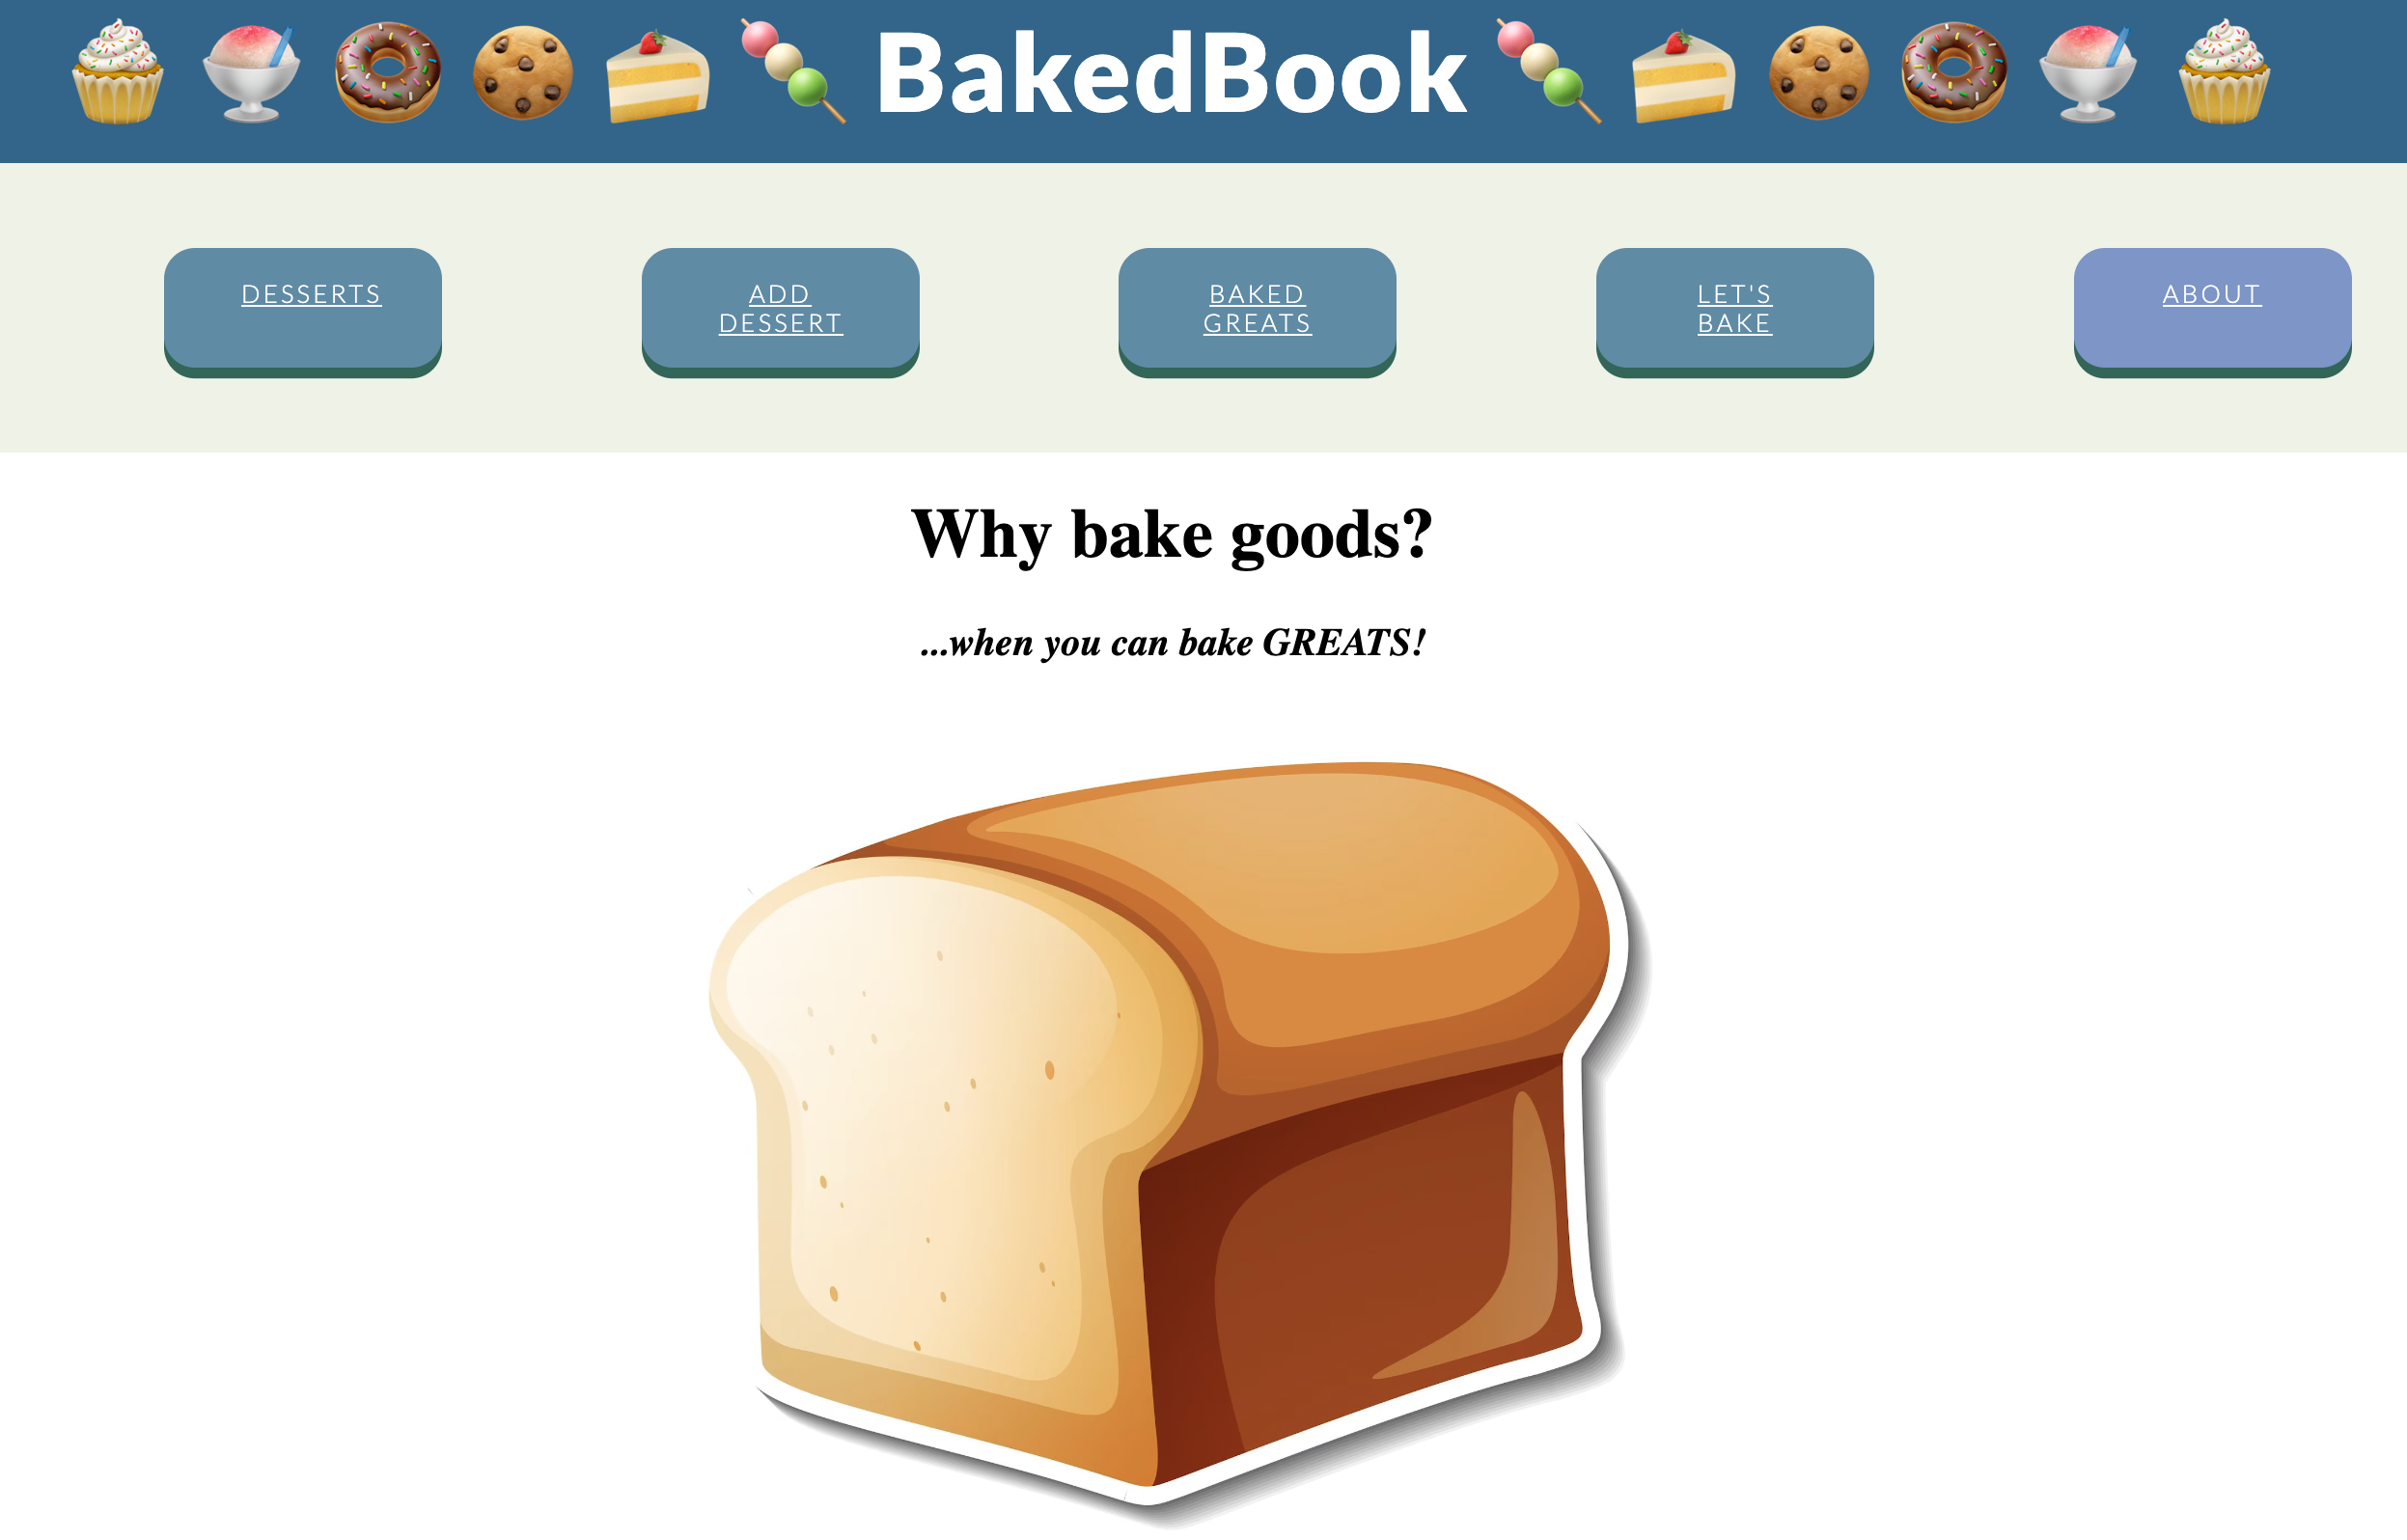 BakedBook
DESSERTS
ADD
DESSERT
BAKED
GREATS
LET'S
BAKE
ABOUT
Why bake goods?
...when you can bake GREATS!